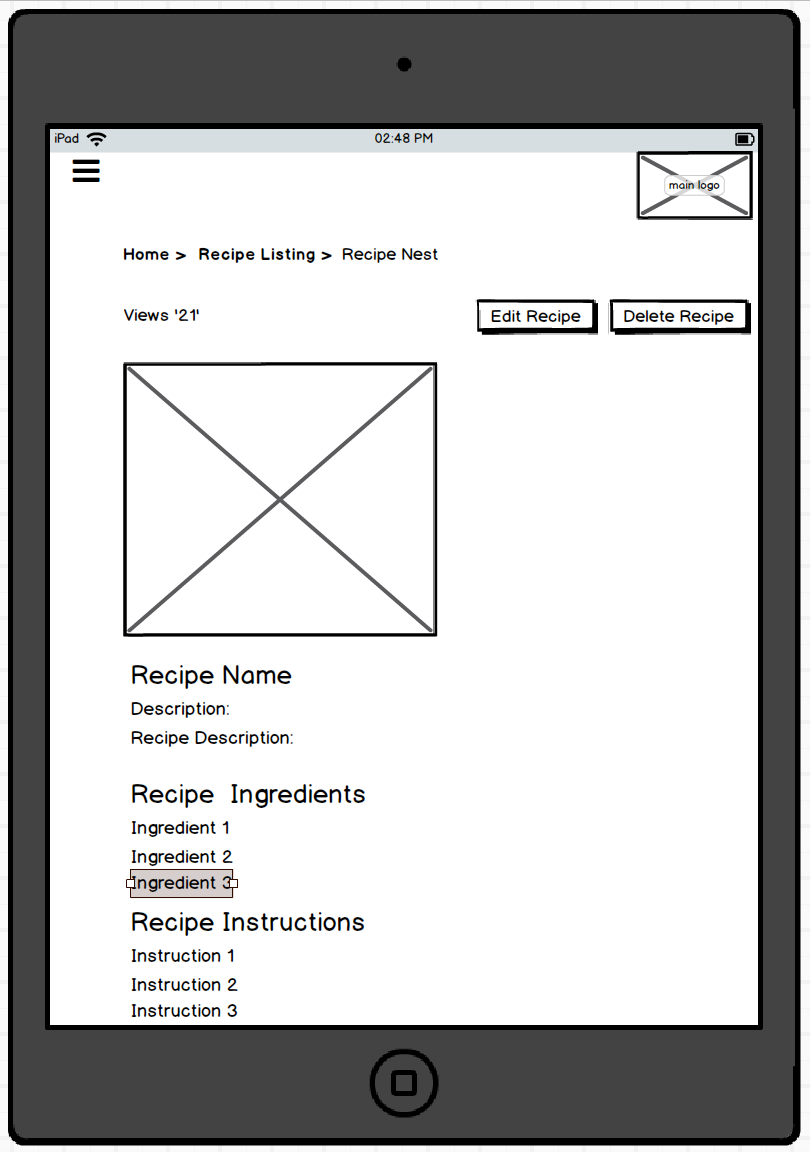 iPad 02:48 PM
main logo
Home > Recipe Listing > Recipe Nest
Views '21' Edit Recipe Delete Recipe
Recipe Name
Description:
Recipe Description:
Recipe Ingredients
Ingredient 1
Ingredient 2
Ingredient 3
Recipe Instructions
Instruction 1
Instruction 2
Instruction 3